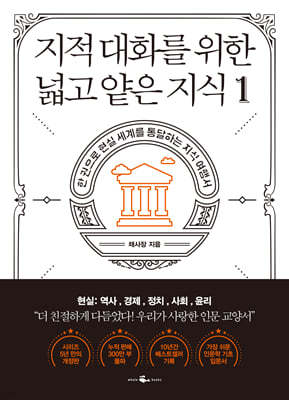 지적 대화를 위한
넓고 얕은 지식 1
한 권으로 현실 세계를 통달하는 지식 여행서
채사장 지음
현실: 역사, 경제, 정치, 사회, 윤리
“더 친절하게 다듬었다! 우리가 사랑한 인문 교양서”
시리즈
5년 만의
개정판
누적 판매
300만 부
돌파
10년간
베스트셀러
기록
가장 쉬운
인문학 기초
입문서
whale books